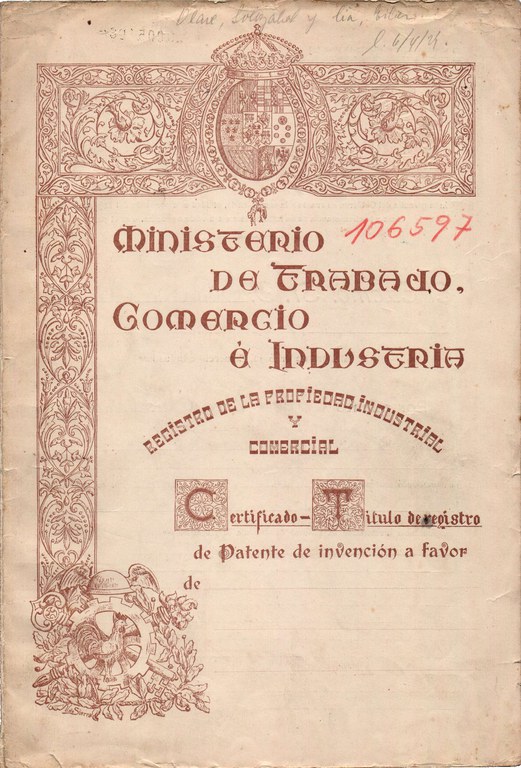 y
106597
MINISTERIO
DE TRABAJO,
COMERCIO
É INDVSTRIA
REGISTRO DE LA PROPIEDAD INDUSTRIAL
Y
COMERCIAL
Certificado-Titulo de registro
de Patente de invención a favor
de